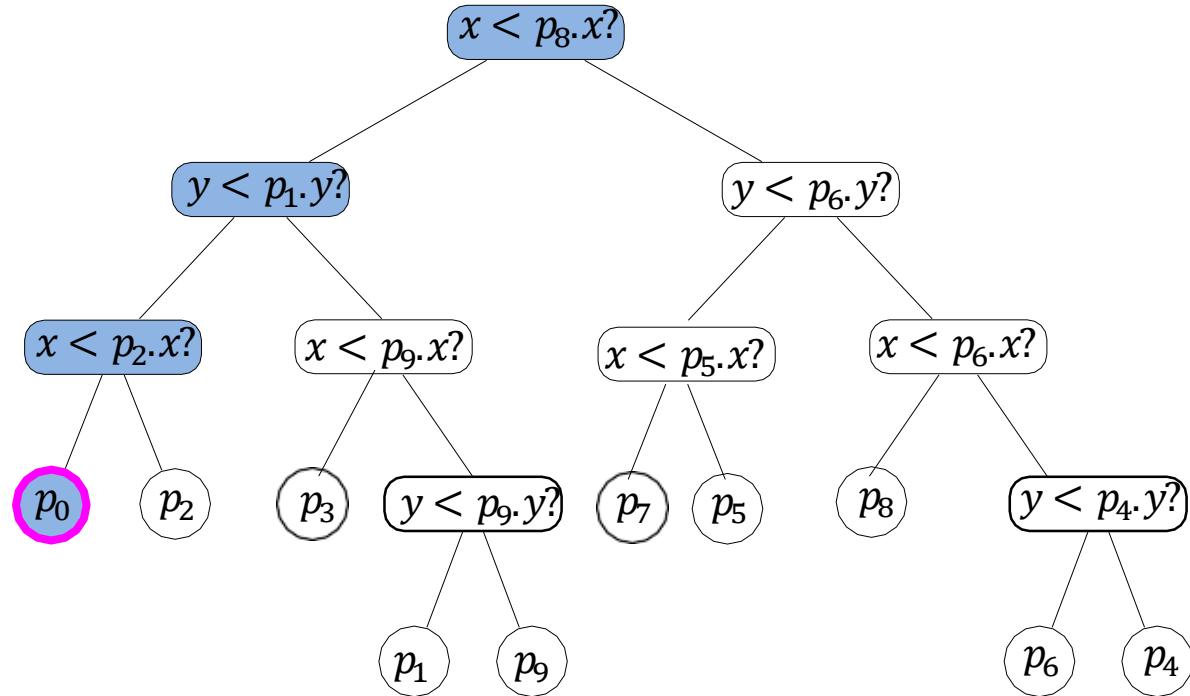 x < p₈.x?
y < p₁.y?
y < p₆.y?
x < p₂.x?
x < p₉.x?
x < p₅.x?
x < p₆.x?
p₀
p₂
p₃
y < p₉.y?
p₇
p₅
p₈
y < p₄.y?
p₁
p₉
p₆
p₄